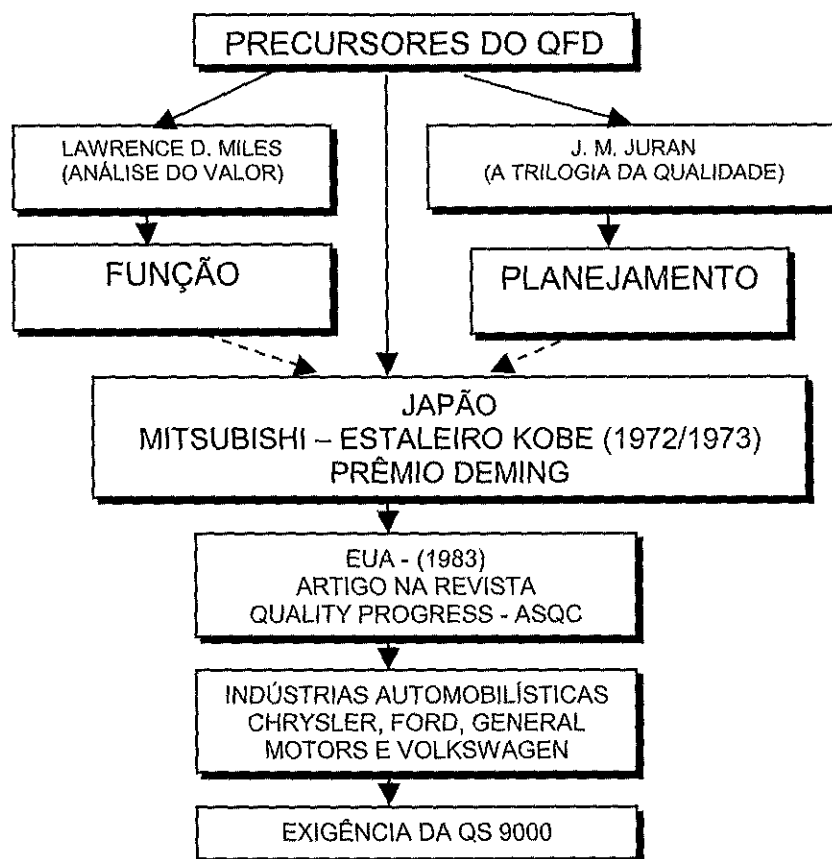 PRECURSORES DO QFD
LAWRENCE D. MILES
(ANÁLISE DO VALOR)
J. M. JURAN
(A TRILOGIA DA QUALIDADE)
FUNÇÃO
PLANEJAMENTO
JAPÃO
MITSUBISHI – ESTALEIRO KOBE (1972/1973)
PRÊMIO DEMING
EUA - (1983)
ARTIGO NA REVISTA
QUALITY PROGRESS - ASQC
INDÚSTRIAS AUTOMOBILÍSTICAS
CHRYSLER, FORD, GENERAL
MOTORS E VOLKSWAGEN
EXIGÊNCIA DA QS 9000